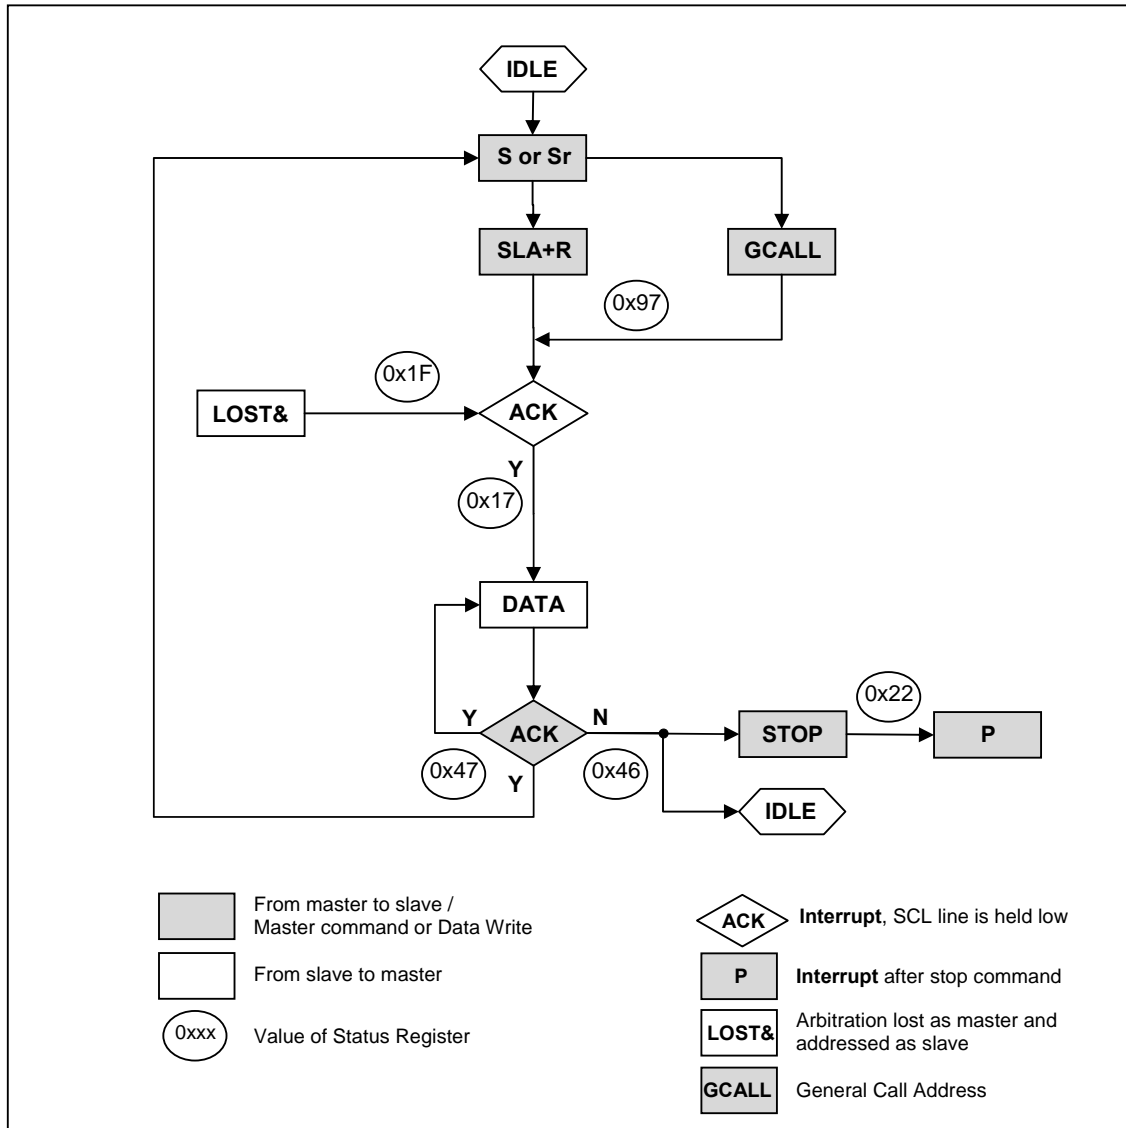 IDLE
S or Sr
SLA+R
GCALL
0x97
0x1F
LOST&
ACK
Y
0x17
DATA
0x22
Y
ACK
N
STOP
P
0x47
Y
0x46
IDLE
From master to slave /
Master command or Data Write
From slave to master
0xxx
Value of Status Register
ACK
Interrupt, SCL line is held low
P
Interrupt after stop command
LOST&
Arbitration lost as master and
addressed as slave
GCALL
General Call Address